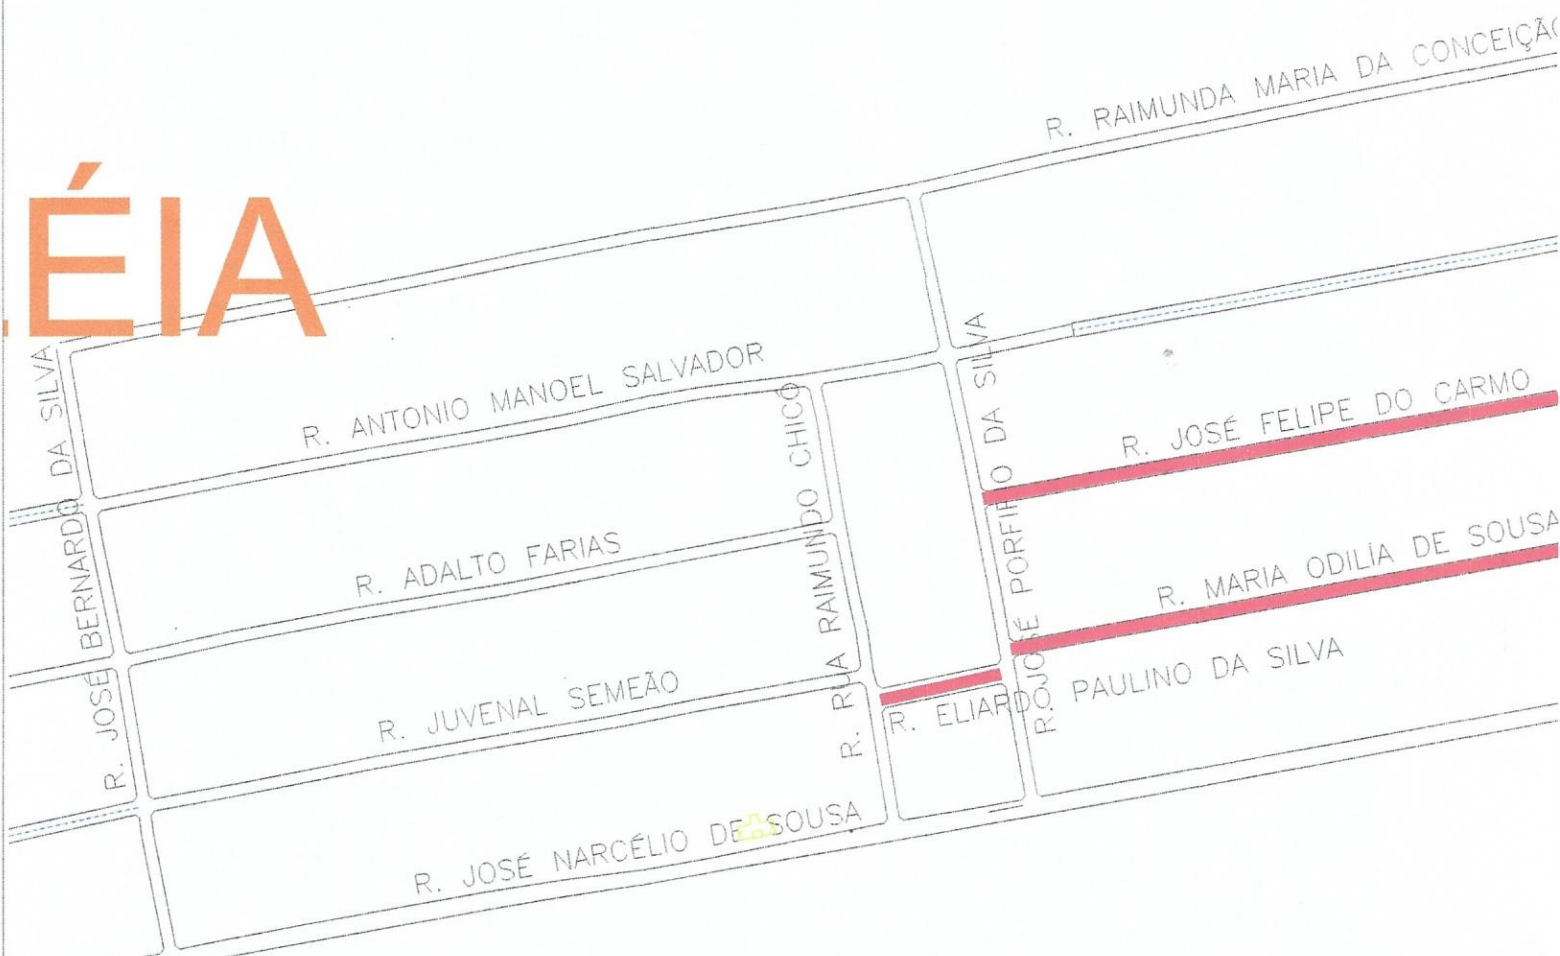 R. RAIMUNDA MARIA DA CONCEIÇÃ
ÉIA
R. ANTONIO MANOEL SALVADOR
R. JOSÉ BERNARDO DA SILVA
R. JOSÉ FELIPE DO CARMO
R. ADALTO FARIAS
R. RUA RAIMUNDO CHICO
R. JOSÉ PORFIRIO DA SILVA
R. MARIA ODILIA DE SOUSA
R. JUVENAL SEMEÃO
R. ELIARDO PAULINO DA SILVA
R. JOSÉ NARCÉLIO DE SOUSA